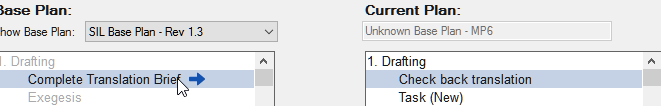 Base Plan:
Current Plan:
how Base Plan: SIL Base Plan - Rev 1.3
Unknown Base Plan - MP6
1. Drafting
Complete Translation Brief
Exegesis
1. Drafting
Check back translation
Task (New)